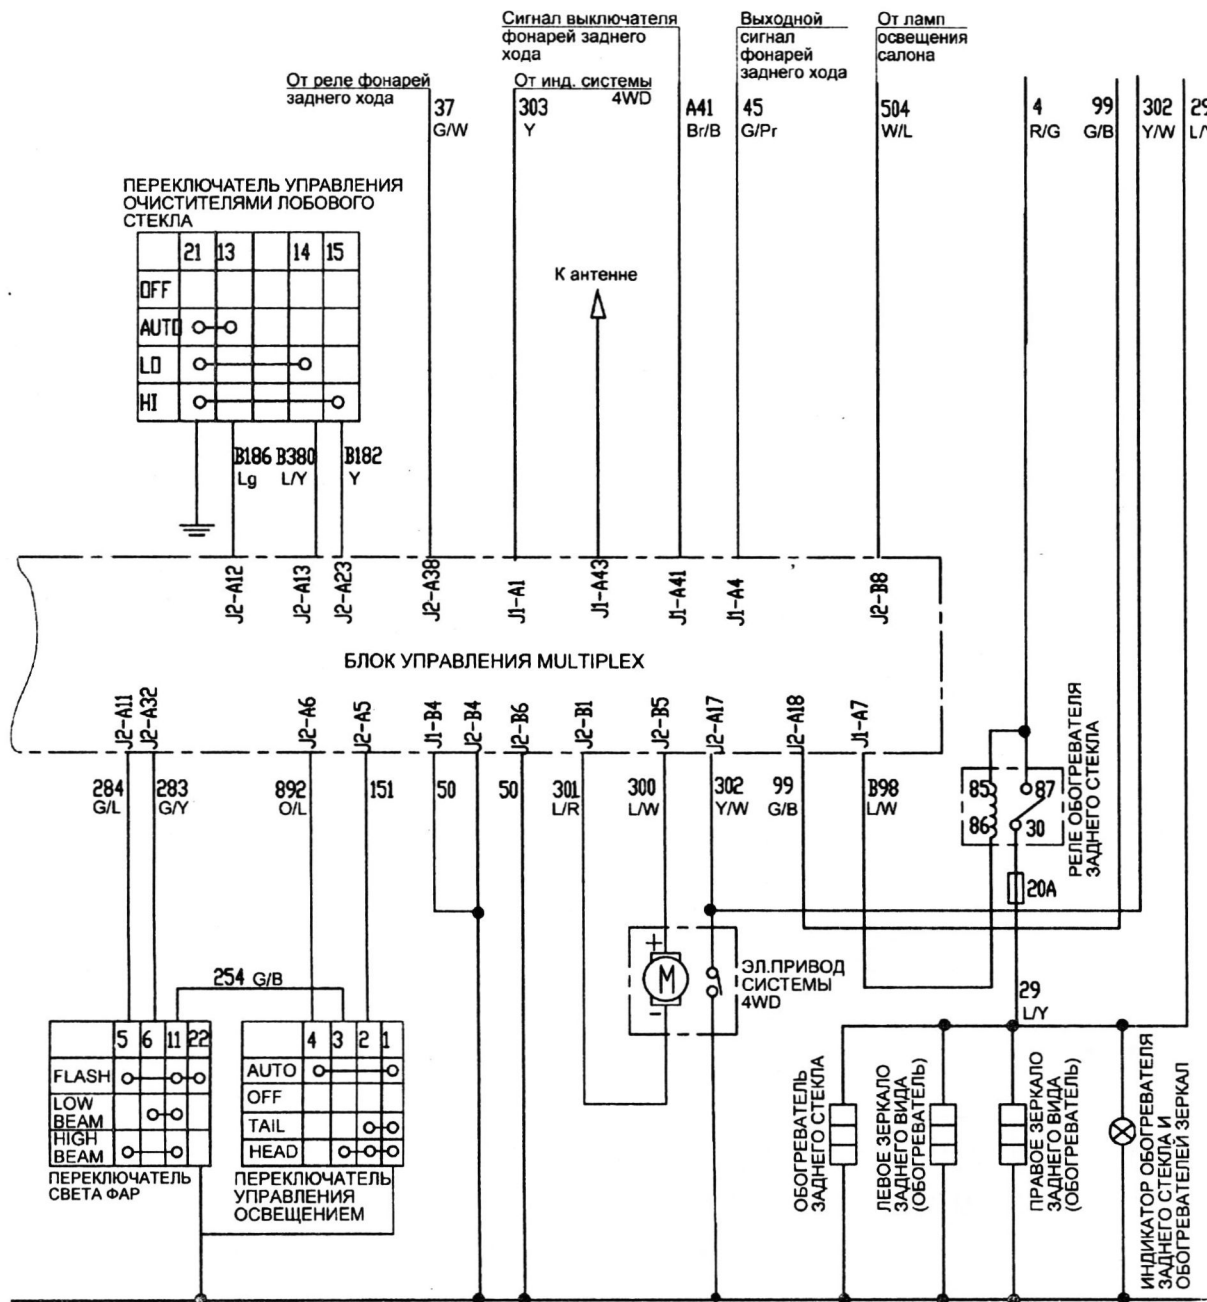 Сигнал выключателя
фонарей заднего
хода
Выходной
сигнал
фонарей
заднего хода
От ламп
освещения
салона
От реле фонарей
заднего хода
От инд. системы
4WD
37
G/W
303
Y
A41
Br/B
45
G/Pr
504
W/L
4
R/G
99
G/B
302
Y/W
29
ПЕРЕКЛЮЧАТЕЛЬ УПРАВЛЕНИЯ
ОЧИСТИТЕЛЯМИ ЛОБОВОГО
СТЕКЛА
21 13 14 15
OFF
AUTO
LO
HI
К антенне
B186 B380 B182
Lg L/Y Y
J2-A12
J2-A13
J2-A23
J2-A38
J1-A1
J1-A43
J1-A41
J1-A4
J2-B8
БЛОК УПРАВЛЕНИЯ MULTIPLEX
J2-A11
J2-A32
J2-A6
J2-A5
J1-B4
J2-B4
J2-B6
J2-B1
J2-B5
J2-A17
J2-A18
J1-A7
284
G/L
283
G/Y
892
O/L
151
50
50
301
L/R
300
L/W
302
Y/W
99
G/B
B98
L/W
85 87
86 30
РЕЛЕ ОБОГРЕВАТЕЛЯ
ЗАДНЕГО СТЕКЛА
20A
+
M
-
ЭЛ.ПРИВОД
СИСТЕМЫ
4WD
29
L/Y
254 G/B
5 6 11 22
FLASH
LOW
BEAM
HIGH
BEAM
ПЕРЕКЛЮЧАТЕЛЬ
СВЕТА ФАР
4 3 2 1
AUTO
OFF
TAIL
HEAD
ПЕРЕКЛЮЧАТЕЛЬ
УПРАВЛЕНИЯ
ОСВЕЩЕНИЕМ
ОБОГРЕВАТЕЛЬ
ЗАДНЕГО СТЕКЛА
ЛЕВОЕ ЗЕРКАЛО
ЗАДНЕГО ВИДА
(ОБОГРЕВАТЕЛЬ)
ПРАВОЕ ЗЕРКАЛО
ЗАДНЕГО ВИДА
(ОБОГРЕВАТЕЛЬ)
ИНДИКАТОР ОБОГРЕВАТЕЛЯ
ЗАДНЕГО СТЕКЛА И
ОБОГРЕВАТЕЛЕЙ ЗЕРКАЛ